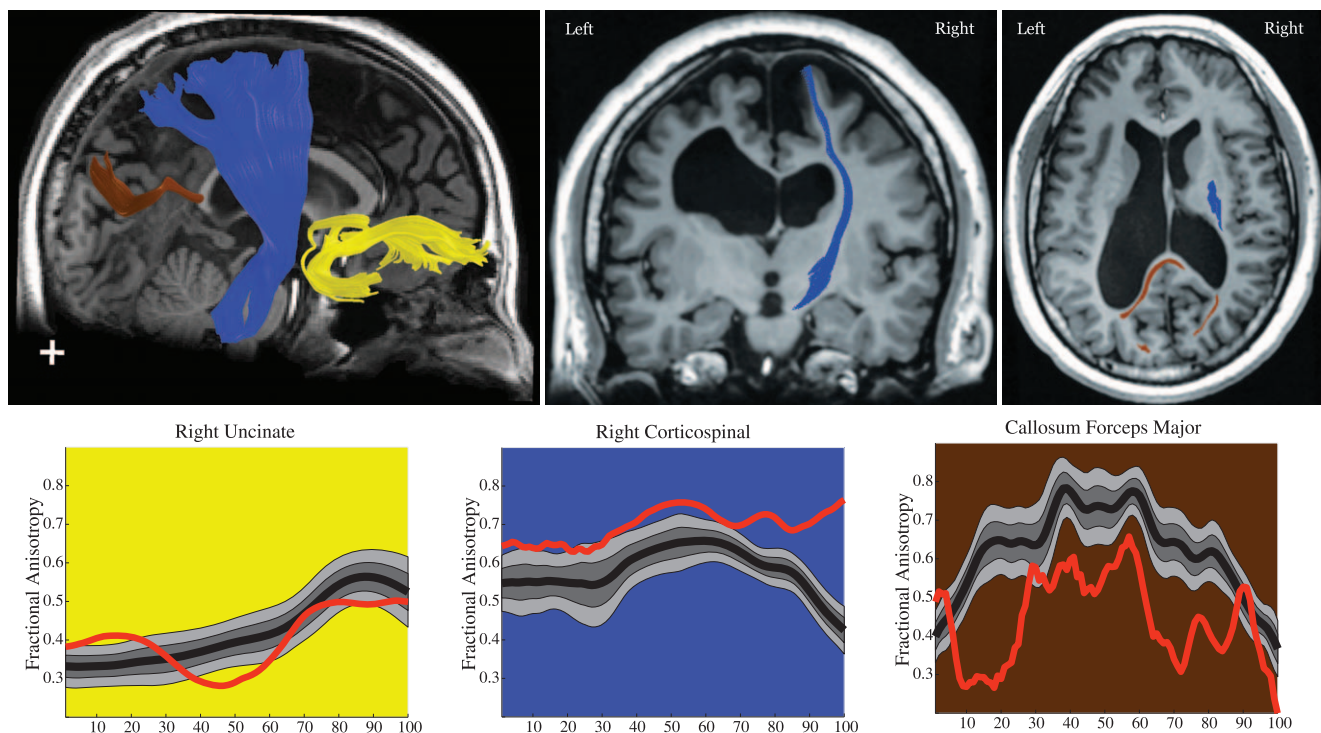 Left Right
Left Right
Right Uncinate
Fractional Anisotropy
0.8
0.7
0.6
0.5
0.4
0.3
10 20 30 40 50 60 70 80 90 100
Right Corticospinal
Fractional Anisotropy
0.8
0.7
0.6
0.5
0.4
0.3
10 20 30 40 50 60 70 80 90 100
Callosum Forceps Major
Fractional Anisotropy
0.8
0.7
0.6
0.5
0.4
0.3
10 20 30 40 50 60 70 80 90 100